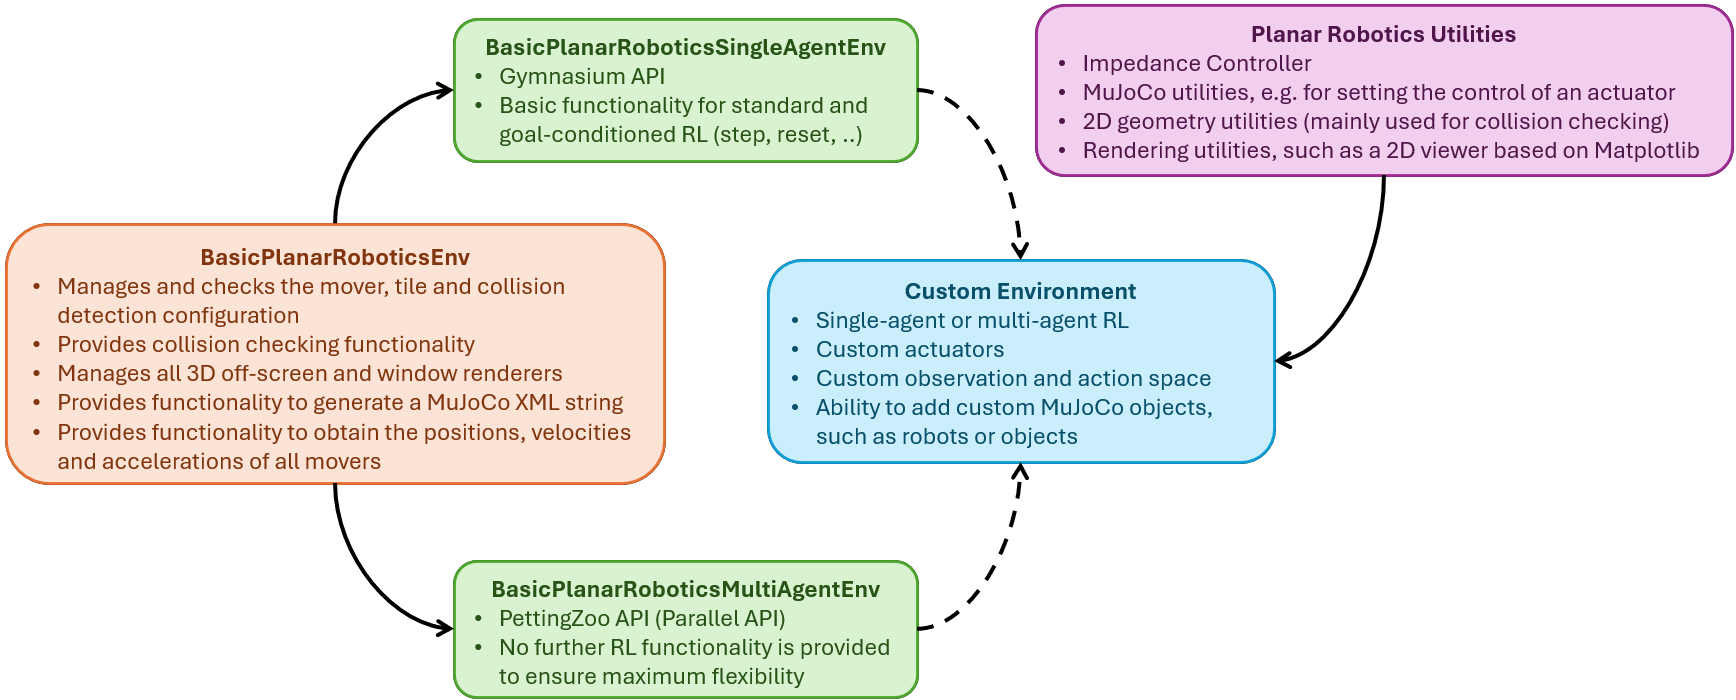 BasicPlanarRoboticsSingleAgentEnv
• Gymnasium API
• Basic functionality for standard and
goal-conditioned RL (step, reset, ..)
Planar Robotics Utilities
• Impedance Controller
• MuJoCo utilities, e.g. for setting the control of an actuator
• 2D geometry utilities (mainly used for collision checking)
• Rendering utilities, such as a 2D viewer based on Matplotlib
BasicPlanarRoboticsEnv
• Manages and checks the mover, tile and collision
detection configuration
• Provides collision checking functionality
• Manages all 3D off-screen and window renderers
• Provides functionality to generate a MuJoCo XML string
• Provides functionality to obtain the positions, velocities
and accelerations of all movers
Custom Environment
• Single-agent or multi-agent RL
• Custom actuators
• Custom observation and action space
• Ability to add custom MuJoCo objects,
such as robots or objects
BasicPlanarRoboticsMultiAgentEnv
• PettingZoo API (Parallel API)
• No further RL functionality is provided
to ensure maximum flexibility